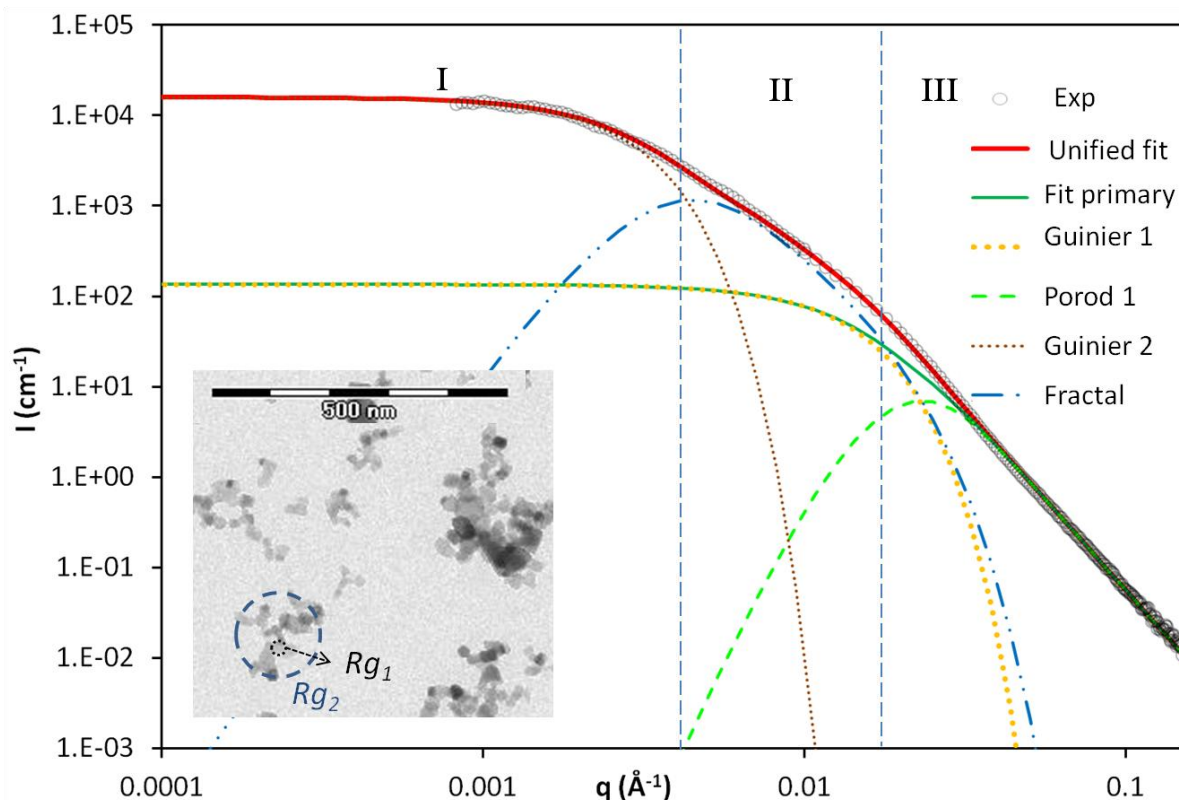 1.E+05
1.E+04
1.E+03
1.E+02
1.E+01
1.E+00
1.E-01
1.E-02
1.E-03
I (cm-1)
I
II
III
Exp
Unified fit
Fit primary
Guinier 1
Porod 1
Guinier 2
Fractal
500 nm
Rg1
Rg2
0.0001
0.001
0.01
0.1
q (Å-1)